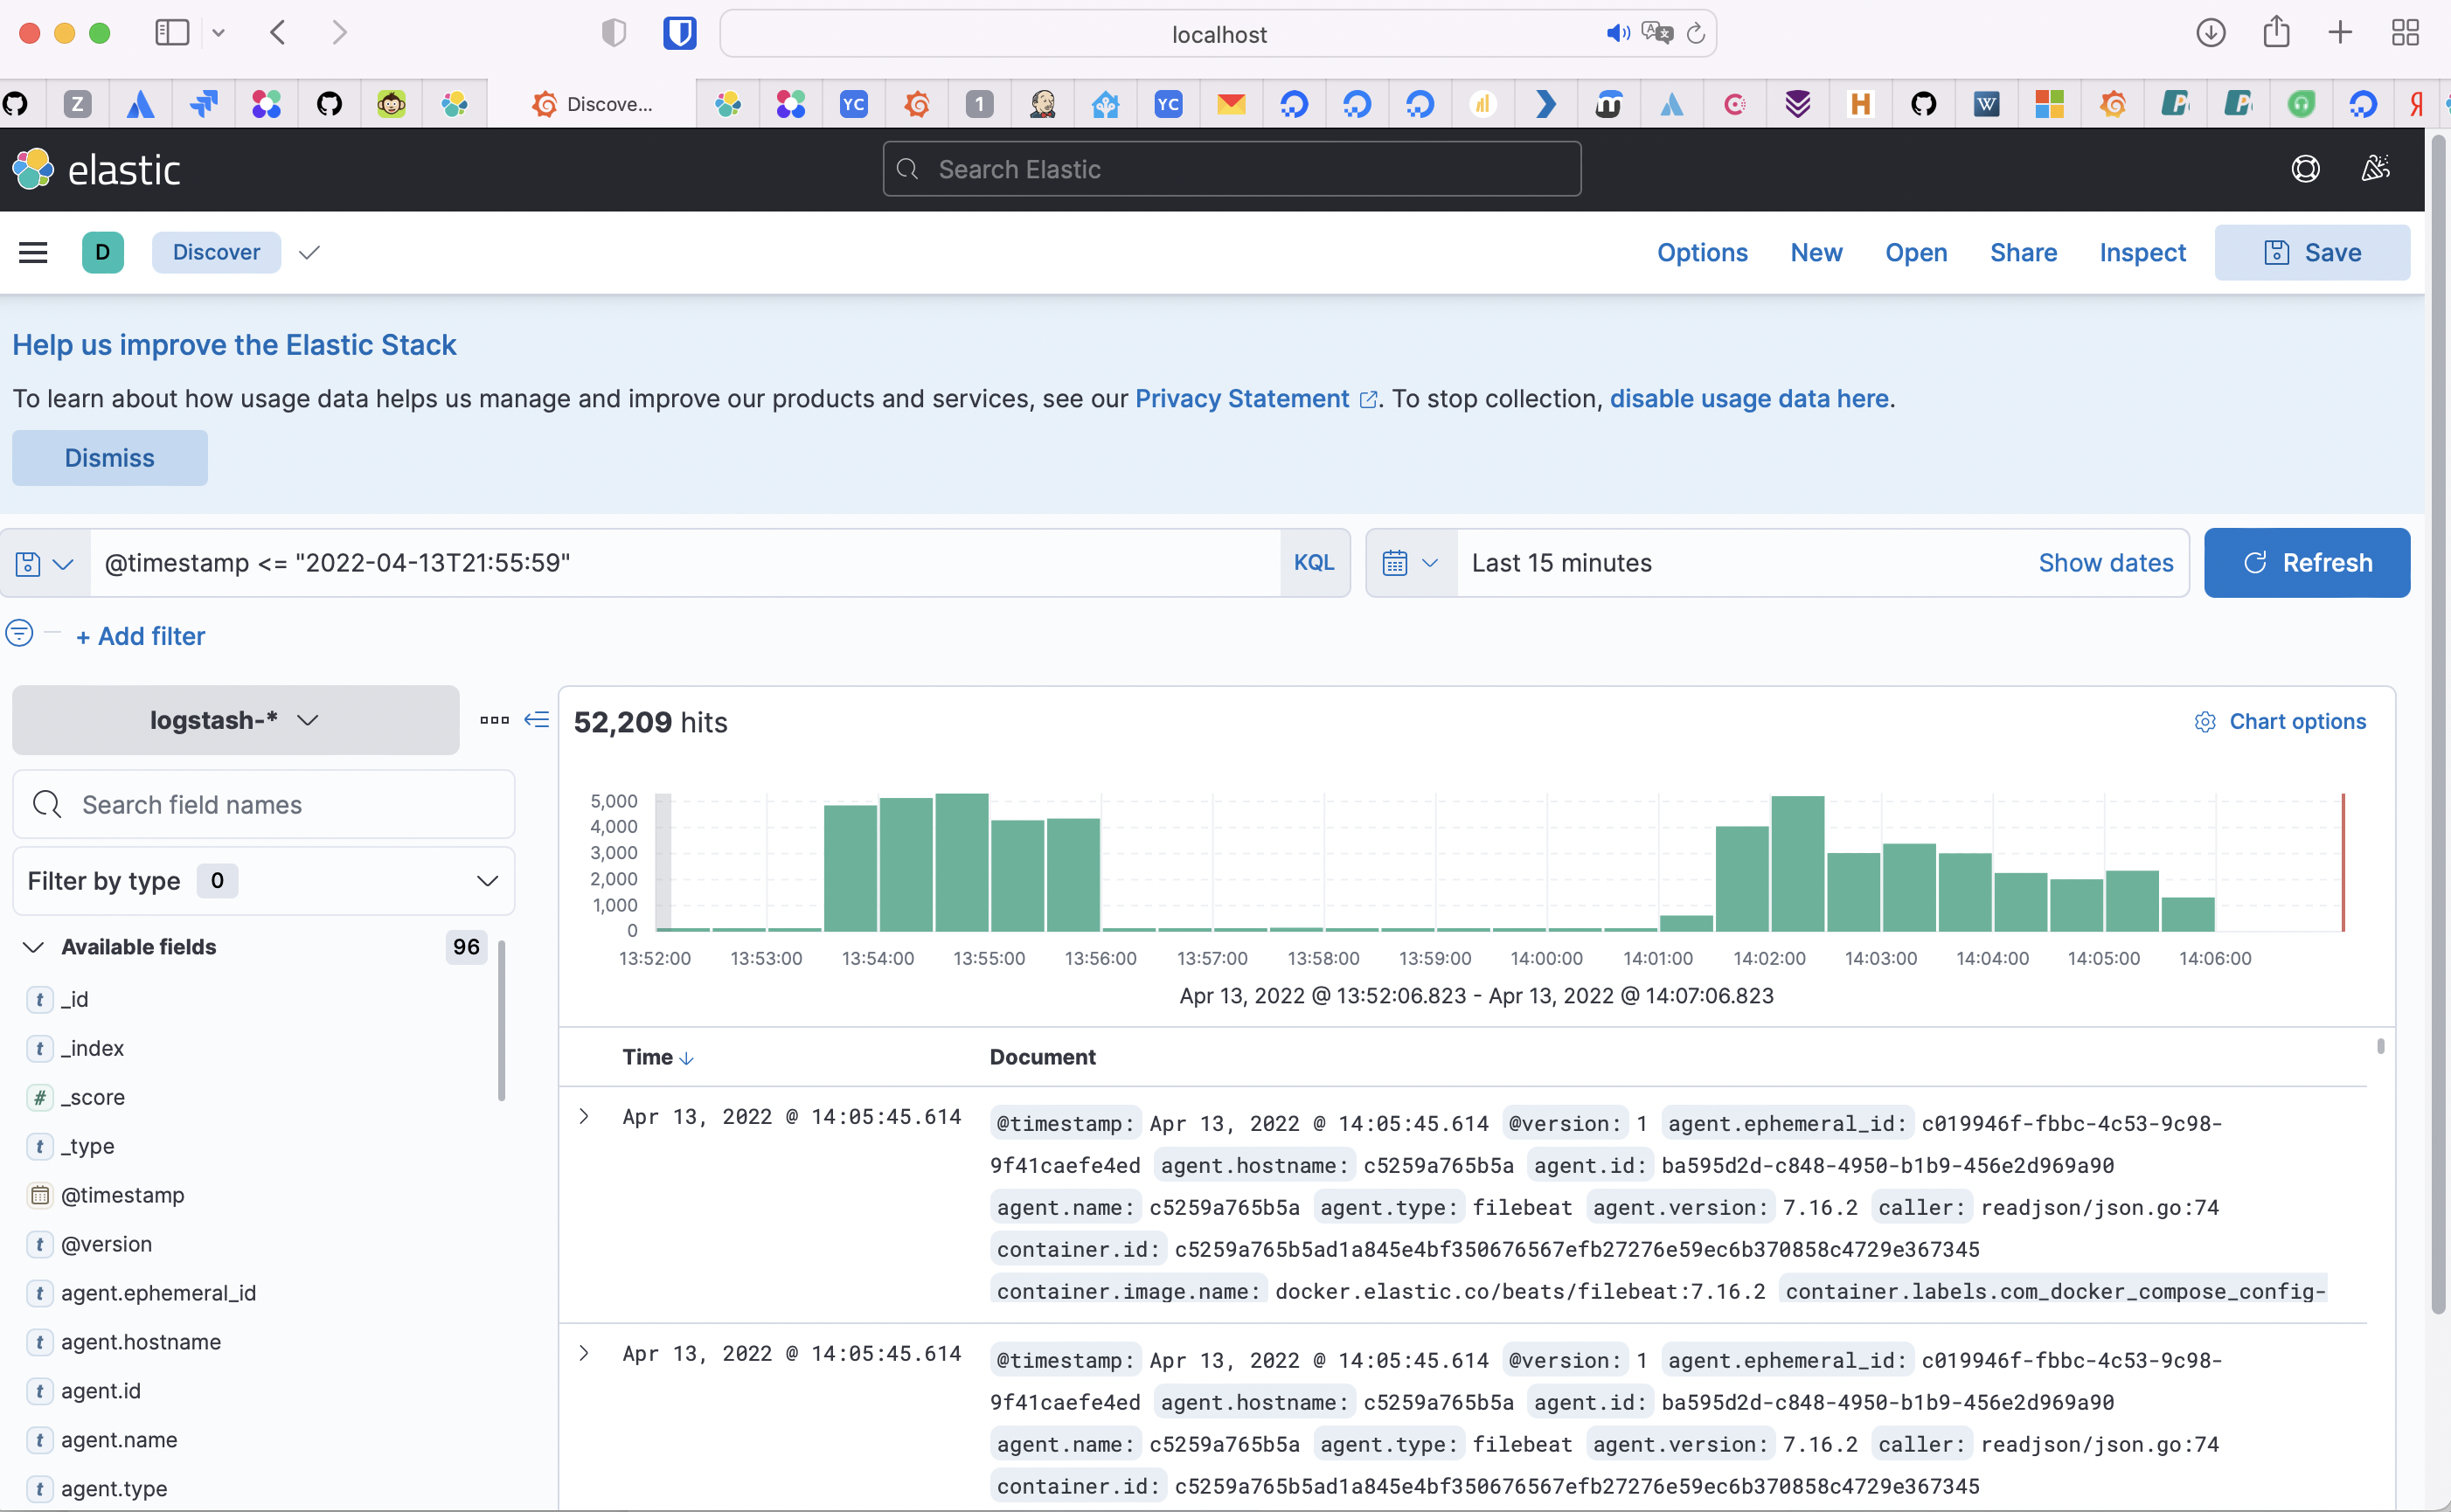 localhost
Z
Discove...
YC
1
YC
H
W
Я
elastic
Search Elastic
D Discover Options New Open Share Inspect Save
Help us improve the Elastic Stack
To learn about how usage data helps us manage and improve our products and services, see our Privacy Statement. To stop collection, disable usage data here.
Dismiss
@timestamp <= "2022-04-13T21:55:59" KQL Last 15 minutes Show dates Refresh
+ Add filter
logstash-*
Search field names
Filter by type 0
Available fields 96
t _id
t _index
# _score
t _type
@timestamp
t @version
t agent.ephemeral_id
t agent.hostname
t agent.id
t agent.name
t agent.type
52,209 hits Chart options
5,000
4,000
3,000
2,000
1,000
0
13:52:00 13:53:00 13:54:00 13:55:00 13:56:00 13:57:00 13:58:00 13:59:00 14:00:00 14:01:00 14:02:00 14:03:00 14:04:00 14:05:00 14:06:00
Apr 13, 2022 @ 13:52:06.823 - Apr 13, 2022 @ 14:07:06.823
Time Document
Apr 13, 2022 @ 14:05:45.614 @timestamp: Apr 13, 2022 @ 14:05:45.614 @version: 1 agent.ephemeral_id: c019946f-fbbc-4c53-9c98-
9f41caefe4ed agent.hostname: c5259a765b5a agent.id: ba595d2d-c848-4950-b1b9-456e2d969a90
agent.name: c5259a765b5a agent.type: filebeat agent.version: 7.16.2 caller: readjson/json.go:74
container.id: c5259a765b5ad1a845e4bf350676567efb27276e59ec6b370858c4729e367345
container.image.name: docker.elastic.co/beats/filebeat:7.16.2 container.labels.com_docker_compose_config-
Apr 13, 2022 @ 14:05:45.614 @timestamp: Apr 13, 2022 @ 14:05:45.614 @version: 1 agent.ephemeral_id: c019946f-fbbc-4c53-9c98-
9f41caefe4ed agent.hostname: c5259a765b5a agent.id: ba595d2d-c848-4950-b1b9-456e2d969a90
agent.name: c5259a765b5a agent.type: filebeat agent.version: 7.16.2 caller: readjson/json.go:74
container.id: c5259a765b5ad1a845e4bf350676567efb27276e59ec6b370858c4729e367345